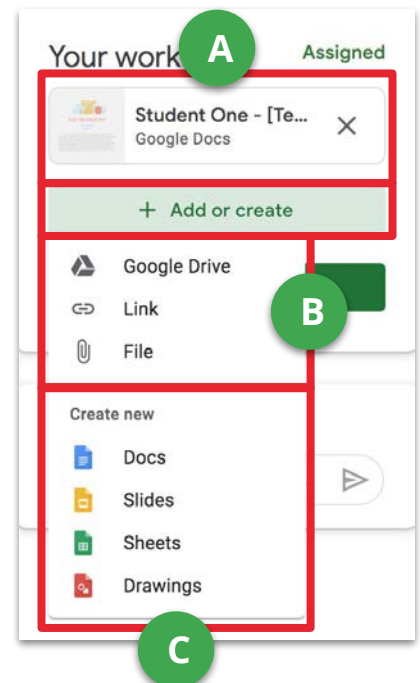 Your work
A
Assigned
Student One - [Te...
Google Docs
+ Add or create
Google Drive
Link
B
File
Create new
Docs
Slides
Sheets
Drawings
C